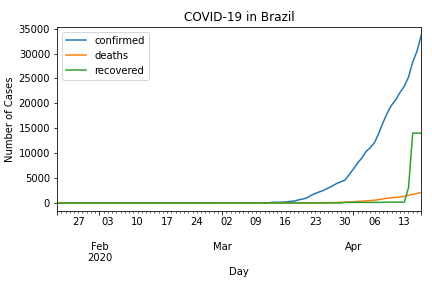 COVID-19 in Brazil
confirmed
deaths
recovered
Number of Cases
35000
30000
25000
20000
15000
10000
5000
0
27 03 10 17 24 02 09 16 23 30 06 13
Feb Mar Apr
2020
Day